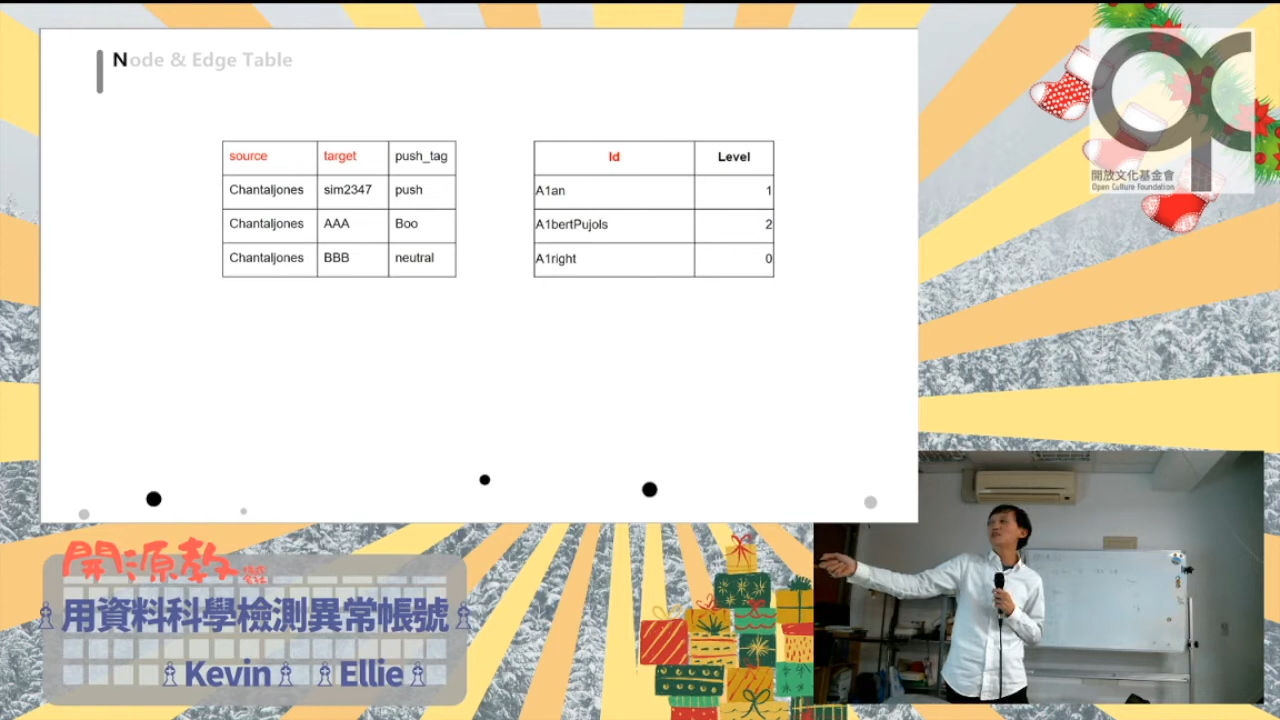 Node & Edge Table
source target push_tag
Chantaljones sim2347 push
Chantaljones AAA Boo
Chantaljones BBB neutral
Id Level
A1an 1
A1bertPujols 2
A1right 0
開放文化基金會
Open Culture Foundation
開源教
用資料科學檢測異常帳號
Kevin Ellie